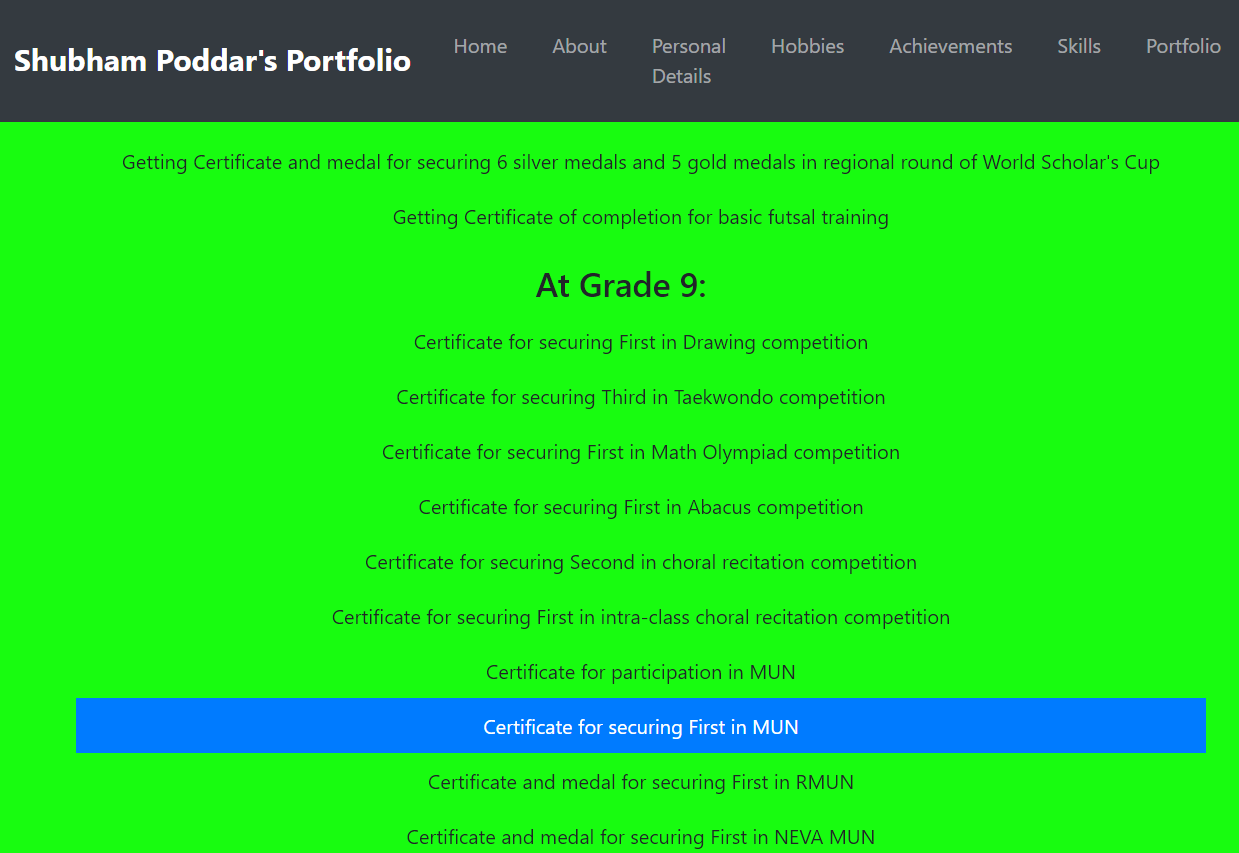 Shubham Poddar's Portfolio
Home
About
Personal
Details
Hobbies
Achievements
Skills
Portfolio
Getting Certificate and medal for securing 6 silver medals and 5 gold medals in regional round of World Scholar's Cup
Getting Certificate of completion for basic futsal training
At Grade 9:
Certificate for securing First in Drawing competition
Certificate for securing Third in Taekwondo competition
Certificate for securing First in Math Olympiad competition
Certificate for securing First in Abacus competition
Certificate for securing Second in choral recitation competition
Certificate for securing First in intra-class choral recitation competition
Certificate for participation in MUN
Certificate for securing First in MUN
Certificate and medal for securing First in RMUN
Certificate and medal for securing First in NEVA MUN